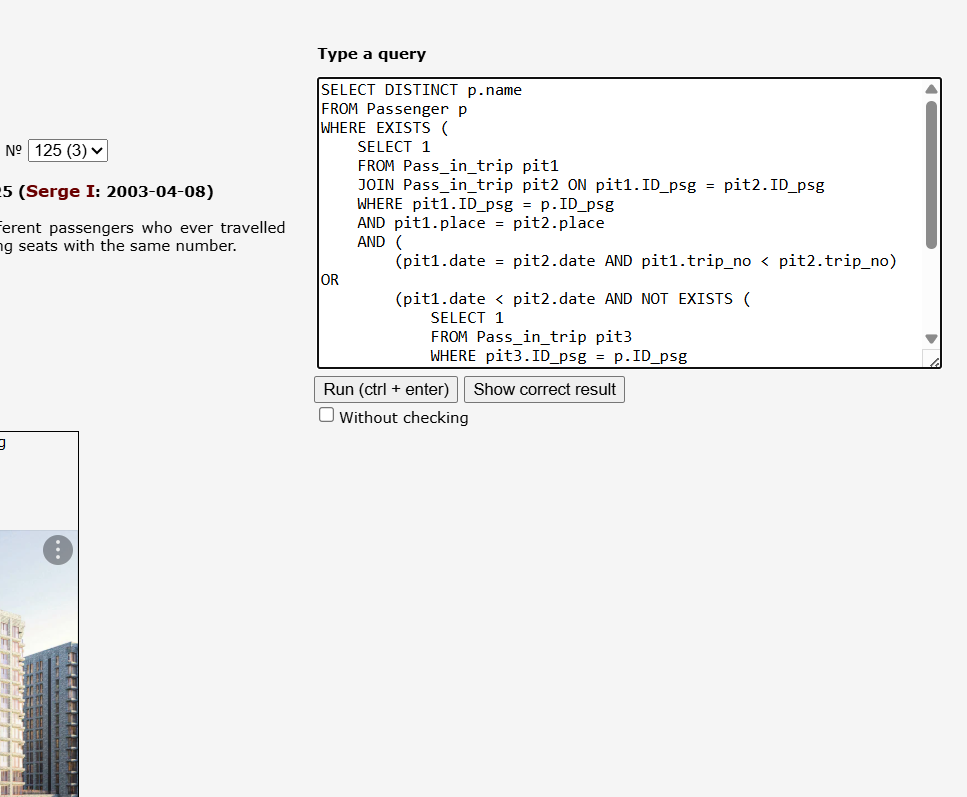 Type a query
SELECT DISTINCT p.name
FROM Passenger p
WHERE EXISTS (
SELECT 1
FROM Pass_in_trip pit1
JOIN Pass_in_trip pit2 ON pit1.ID_psg = pit2.ID_psg
WHERE pit1.ID_psg = p.ID_psg
AND pit1.place = pit2.place
AND (
(pit1.date = pit2.date AND pit1.trip_no < pit2.trip_no)
OR
(pit1.date < pit2.date AND NOT EXISTS (
SELECT 1
FROM Pass_in_trip pit3
WHERE pit3.ID_psg = p.ID_psg
Run (ctrl + enter) Show correct result
Without checking
Nº 125 (3)
5 (Serge I: 2003-04-08)
ferent passengers who ever travelled
ng seats with the same number.
g